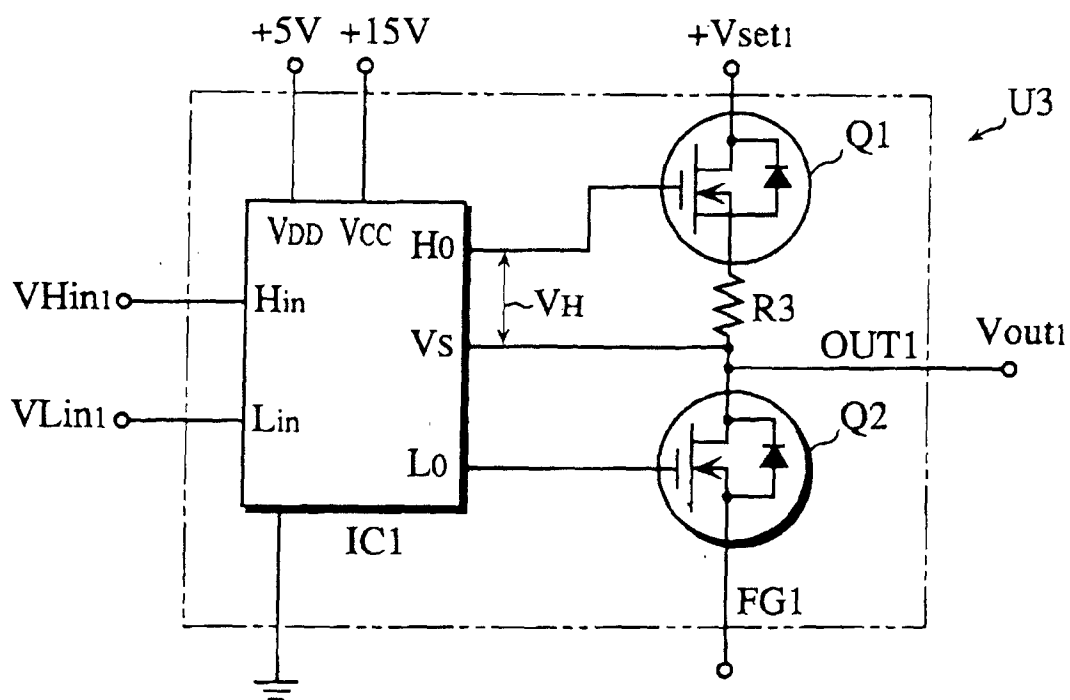 +5V +15V +Vset1
U3
Q1
VDD VCC H0
VHin1 Hin VH R3
VS OUT1 Vout1
VLin1 Lin Q2
L0
IC1
FG1